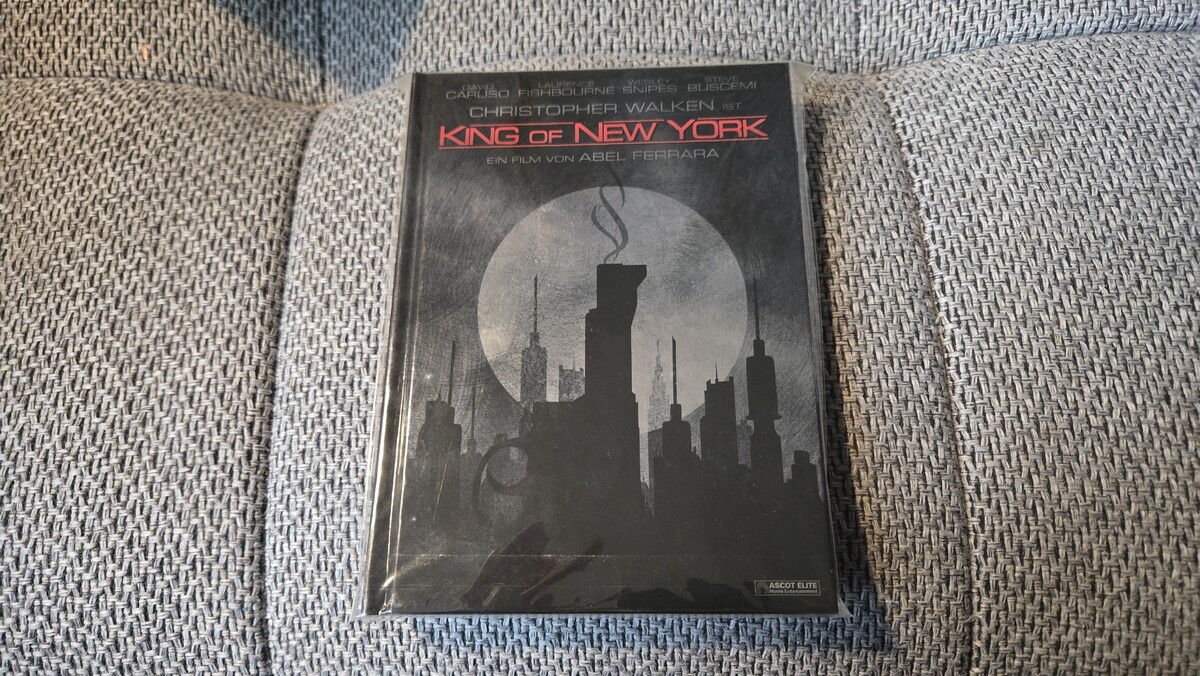 DAVID CARUSO LAURENCE FISHBOURNE WESLEY SNIPES STEVE BUSCEMI
CHRISTOPHER WALKEN IST
KING OF NEW YORK
EIN FILM VON ABEL FERRARA
ASCOT ELITE
Home Entertainment